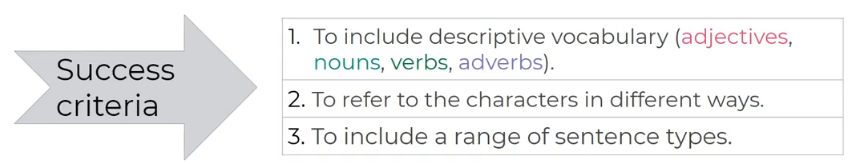 Success
criteria
1. To include descriptive vocabulary (adjectives,
nouns, verbs, adverbs).
2. To refer to the characters in different ways.
3. To include a range of sentence types.